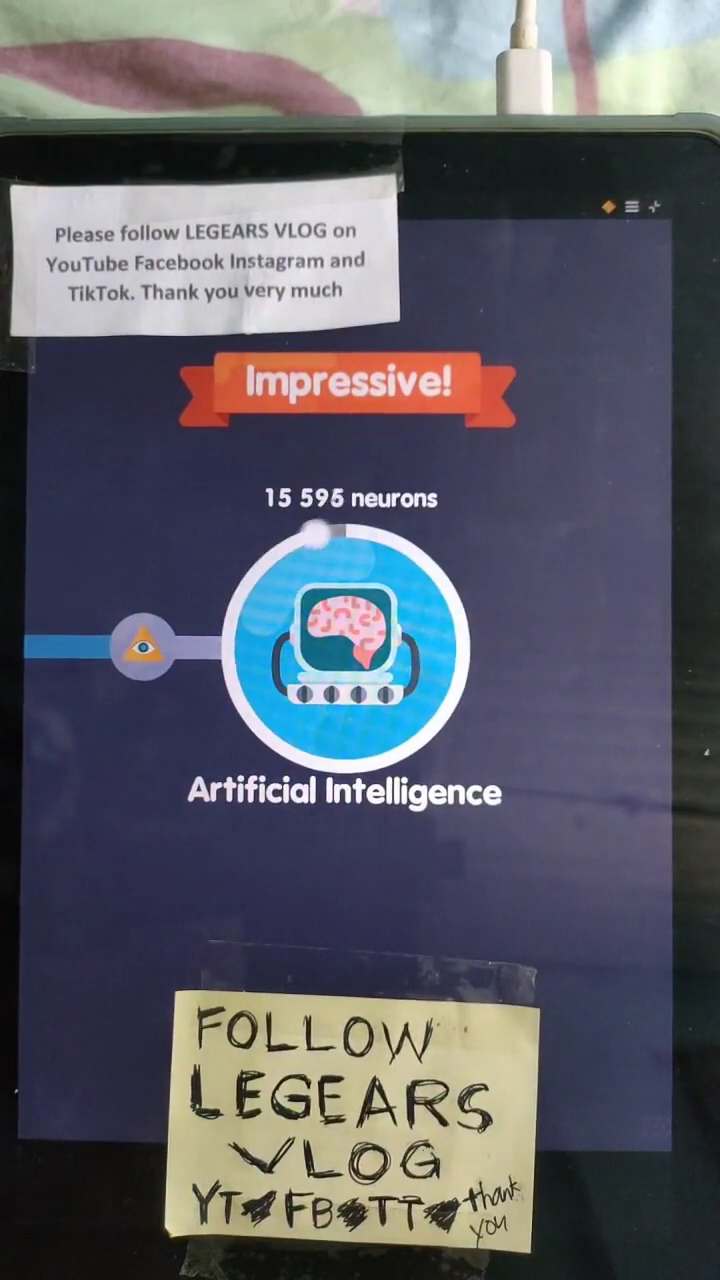 Please follow LEGEARS VLOG on
YouTube Facebook Instagram and
TikTok. Thank you very much
Impressive!
15 595 neurons
Artificial Intelligence
FOLLOW
LEGEARS
VLOG
YT FB TT thank
you